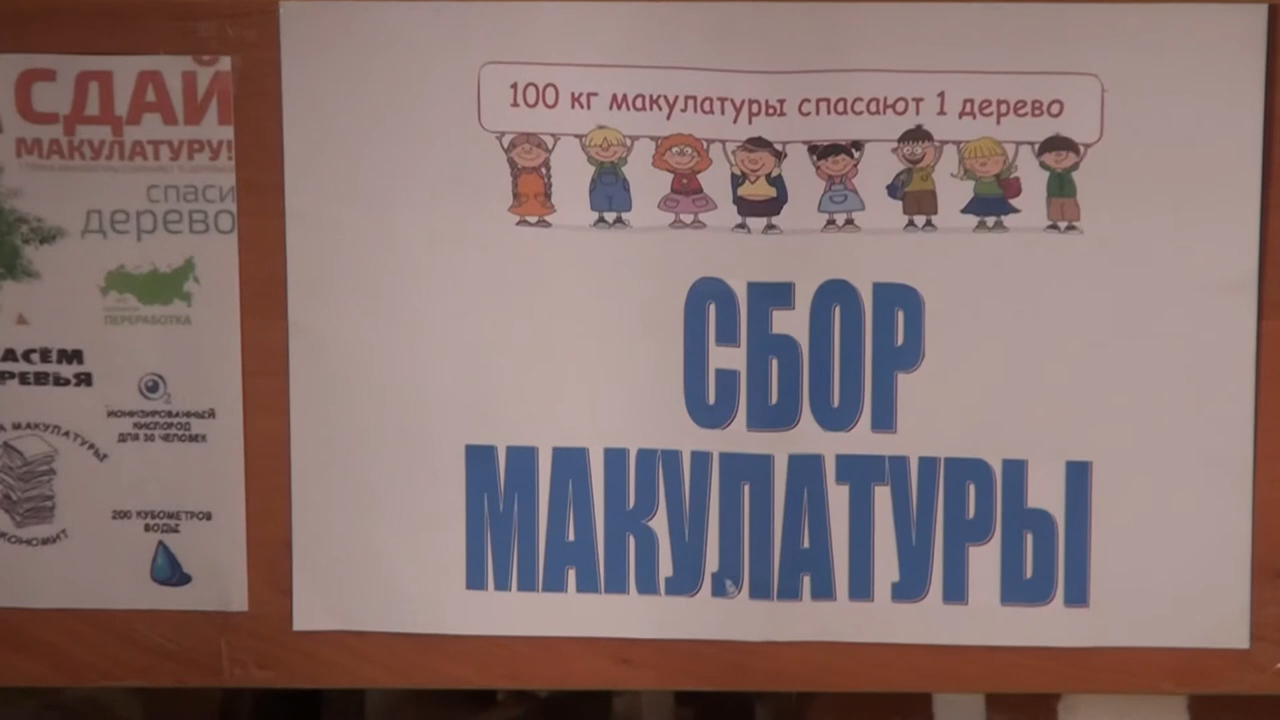 СДАЙ
МАКУЛАТУРУ!
спаси
дерево
ПЕРЕРАБОТКА
АСЁМ
РЕВЬЯ
ИОНИЗИРОВАННЫЙ
КИСЛОРОД
ДЛЯ 30 ЧЕЛОВЕК
МАКУЛАТУРЫ
КОНОМИТ
200 КУБОМЕТРОВ
ВОДЫ
100 кг макулатуры спасают 1 дерево
СБОР
МАКУЛАТУРЫ